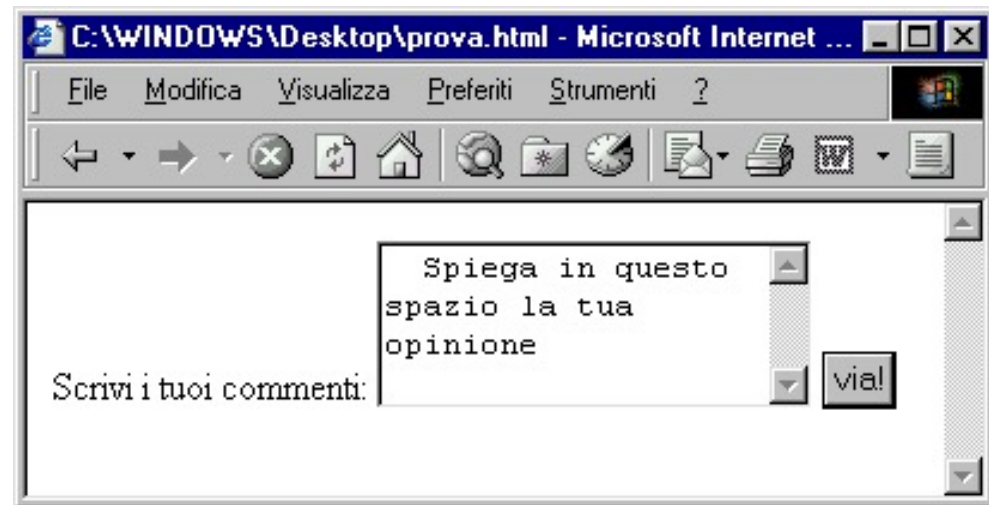 C:\WINDOWS\Desktop\prova.html - Microsoft Internet ...
File Modifica Visualizza Preferiti Strumenti ?
Spiega in questo
spazio la tua
opinione
Scrivi i tuoi commenti:
via!